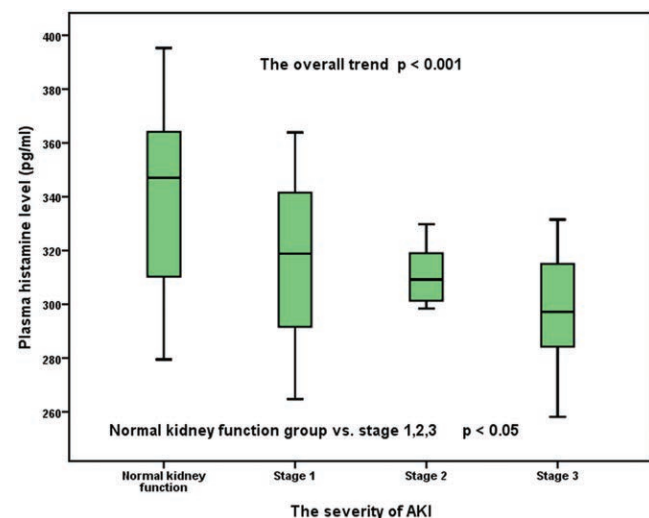 The overall trend p < 0.001
Plasma histamine level (pg/ml)
400
380
360
340
320
300
280
260
Normal kidney function group vs. stage 1,2,3 p < 0.05
Normal kidney
function
Stage 1
Stage 2
Stage 3
The severity of AKI